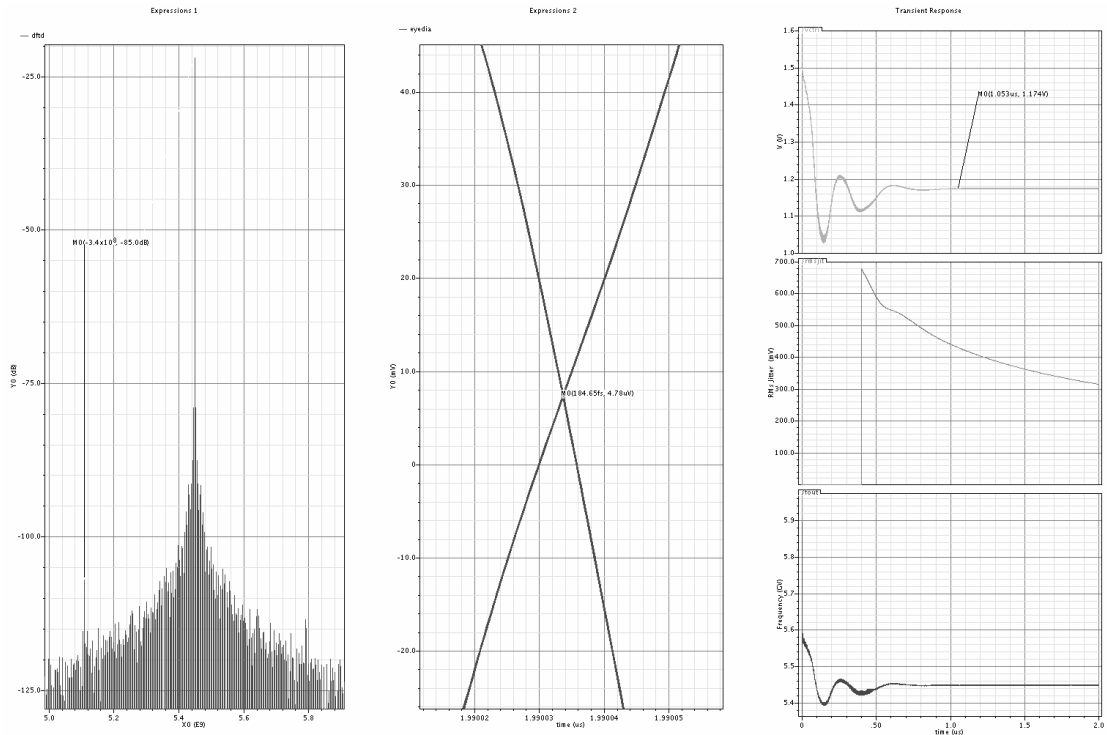 Expressions 1
dftd
-25.0
-50.0
M0(-3.4x10^8, -85.0dB)
Y0 (dB)
-75.0
-100.0
-125.0
5.0
5.2
5.4
5.6
5.8
X0 (E9)
Expressions 2
eyedia
40.0
30.0
20.0
Y0 (mV)
10.0
M0(184.65fs, 4.78uV)
0
-10.0
-20.0
1.99002
1.99003
1.99004
1.99005
time (us)
Transient Response
1.6
1.5
M0(1.053us, 1.174V)
1.4
V (V)
1.3
1.2
1.1
1.0
700.0
600.0
500.0
RMs Jitter (mV)
400.0
300.0
200.0
100.0
5.9
5.8
5.7
Frequency (GV)
5.6
5.5
5.4
0
.50
1.0
1.5
2.0
time (us)